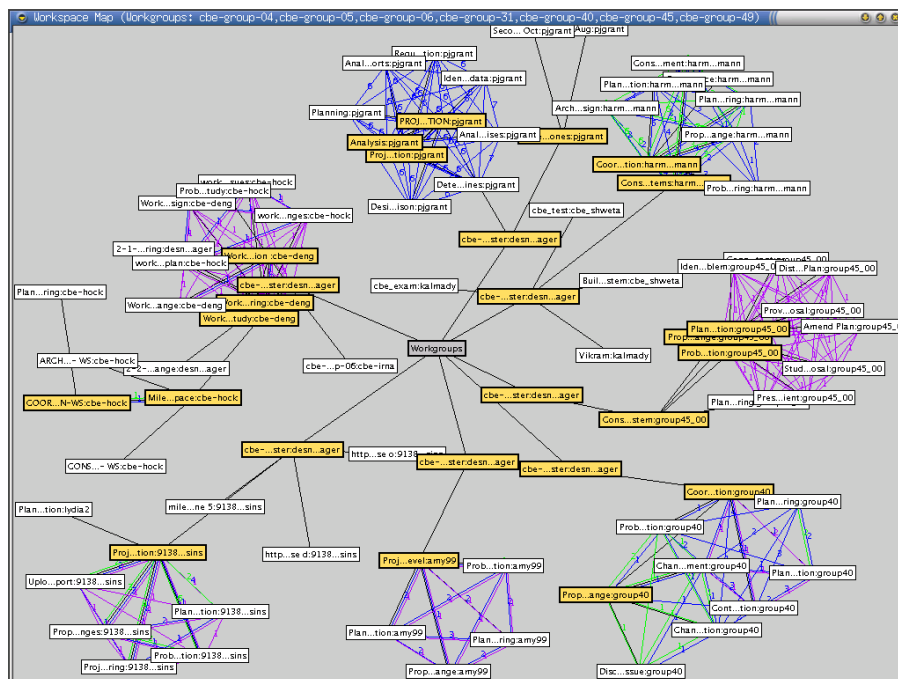 Workspace Map (Workgroups: cbe-group-04,cbe-group-05,cbe-group-06,cbe-group-31,cbe-group-40,cbe-group-45,cbe-group-49)
Seco... Oct:pjgrant
Aug:pjgrant
Requ...tion:pjgrant
Anal...orts:pjgrant
Iden...data:pjgrant
Planning:pjgrant
PROJ...TION:pjgrant
Anal...ises:pjgrant
...ones:pjgrant
Analysis:pjgrant
Proj...tion:pjgrant
Dete...ines:pjgrant
Desi...ison:pjgrant
Cons...ment:harm...mann
Plan...tion:harm...mann
Plan...ring:harm...mann
Arch...sign:harm...mann
Prop...ange:harm...mann
Coor...tion:harm...mann
Cons...tems:harm...
Prob...ring:harm...mann
cbe_test:cbe_shweta
work...sues:cbe-hock
Prob...tudy:cbe-hock
Work...sign:cbe-deng
work...nges:cbe-hock
2-1-...ring:desn...ager
Work...ion:cbe-deng
work...plan:cbe-hock
cbe-...ster:desn...ager
Work...ange:cbe-deng
Work...ring:cbe-deng
Work...tudy:cbe-deng
Plan...ring:cbe-hock
cbe-...ster:desn...ager
cbe_exam:kalmady
cbe-...ster:desn...ager
Buil...stem:cbe_shweta
Vikram:kalmady
Workgroups
Iden...blem:group45_00
Dist...Plan:group45_00
Prov...osal:group45_00
Plan...tion:group45_00
Amend Plan:group45_00
Prop...ange:group45_00
Prob...tion:group45_00
Stud...osal:group45_00
Pres...ient:group45_00
Plan...ring:group45_00
Cons...stem:group45_00
ARCH...- WS:cbe-hock
2-2-...ange:desn...ager
cbe-...p-06:cbe-irna
COOR...N-WS:cbe-hock
Mile...pace:cbe-hock
CONS...- WS:cbe-hock
cbe-...ster:desn...ager
cbe-...ster:desn...ager
http...se o:9138...sins
cbe-...ster:desn...ager
cbe-...ster:desn...ager
Plan...tion:lydia2
mile...ne 5:9138...sins
http...se d:9138...sins
Proj...tion:9138...sins
Uplo...port:9138...sins
Plan...tion:9138...sins
Prop...nges:9138...sins
Prob...tion:9138...sins
Proj...ring:9138...sins
Proj...evel:amy99
Prob...tion:amy99
Plan...tion:amy99
Plan...ring:amy99
Prop...ange:amy99
Coor...tion:group40
Plan...ring:group40
Prob...tion:group40
Chan...ment:group40
Plan...tion:group40
Prop...ange:group40
Cont...tion:group40
Chan...tion:group40
Disc...ssue:group40